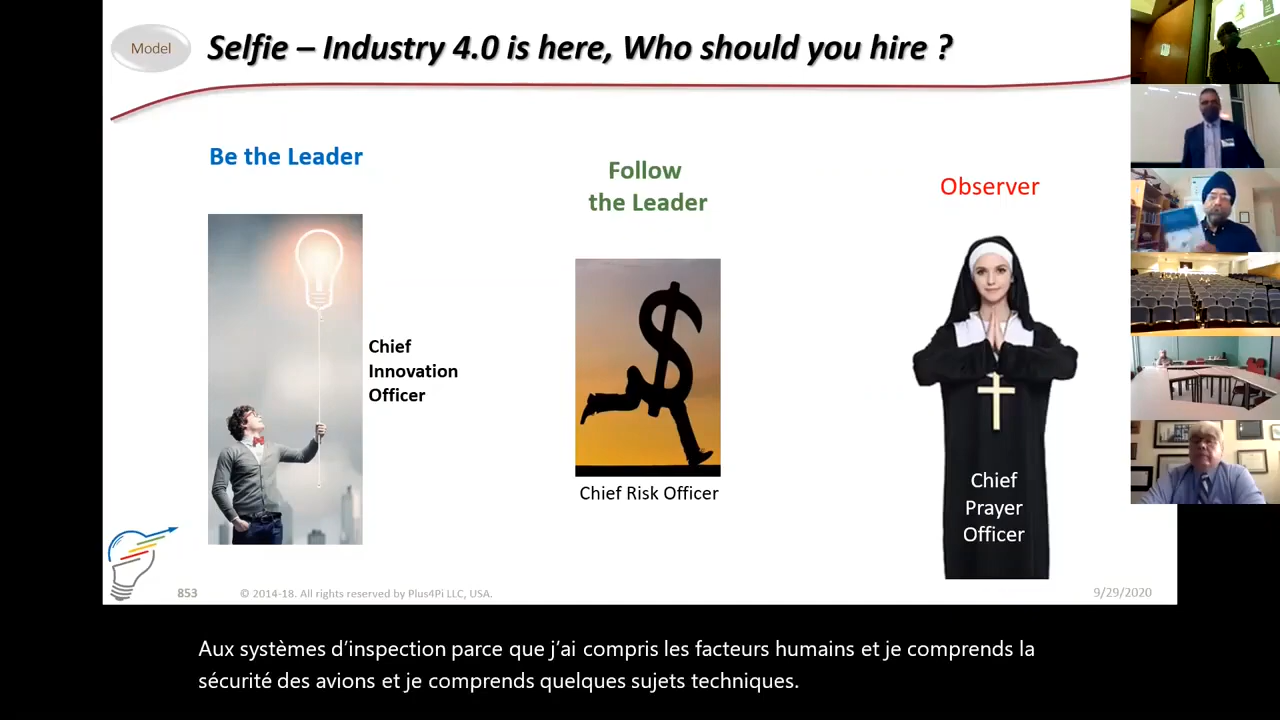 Model
Selfie – Industry 4.0 is here, Who should you hire ?
Be the Leader
Chief
Innovation
Officer
Follow
the Leader
Chief Risk Officer
Observer
Chief
Prayer
Officer
853
© 2014-18. All rights reserved by Plus4Pi LLC, USA.
9/29/2020
Aux systèmes d’inspection parce que j’ai compris les facteurs humains et je comprends la
sécurité des avions et je comprends quelques sujets techniques.